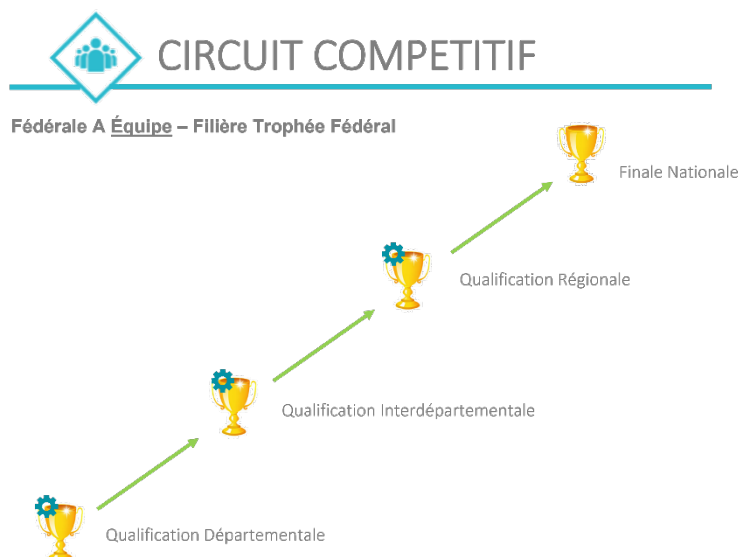 CIRCUIT COMPETITIF
Fédérale A Équipe – Filière Trophée Fédéral
Finale Nationale
Qualification Régionale
Qualification Interdépartementale
Qualification Départementale